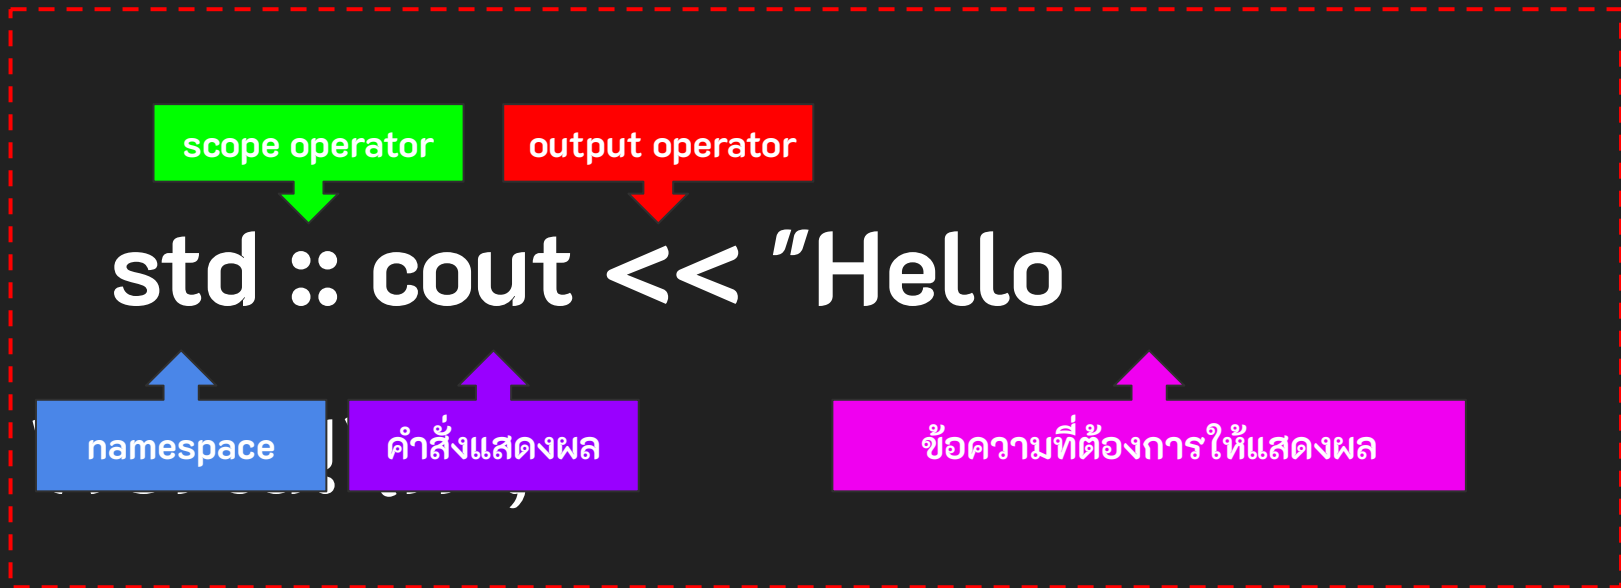 scope operator
output operator
std :: cout << "Hello
namespace
คำสั่งแสดงผล
ข้อความที่ต้องการให้แสดงผล